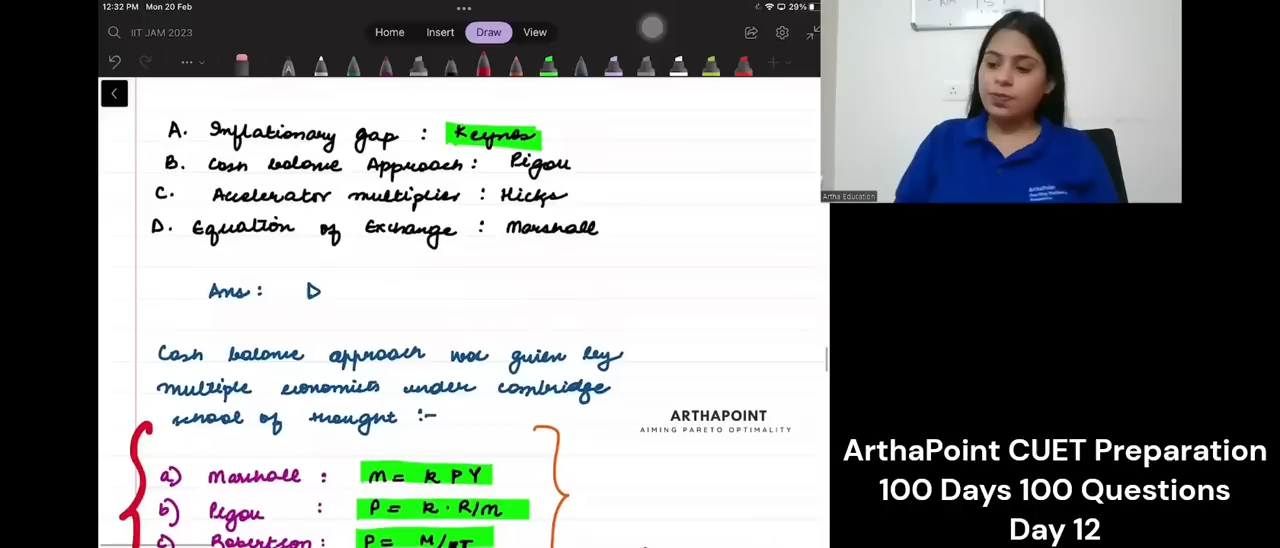 12:32 PM Mon 20 Feb
29%
IIT JAM 2023
Home Insert Draw View
A. Inflationary gap : Keynes
B. Cash balance Approach : Pigou
C. Accelerator multiplier : Hicks
D. Equation of Exchange : Marshall
Ans : D
Cash balance approach was given by
multiple economists under cambridge
school of thought :-
ARTHAPOINT
AIMING PARETO OPTIMALITY
a) Marshall : M = k P Y
b) Pigou : P = k . R/m
c) Robertson : P = M/kT
Artha Education
ArthaPoint
ArthaPoint CUET Preparation
100 Days 100 Questions
Day 12